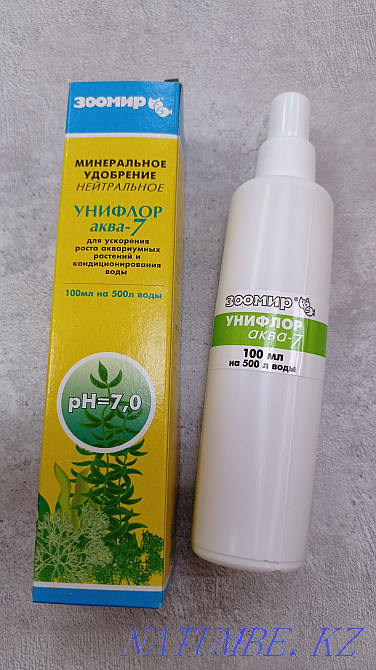 ЗООМИР
МИНЕРАЛЬНОЕ
УДОБРЕНИЕ
НЕЙТРАЛЬНОЕ
УНИФЛОР
аква-7
для ускорения
роста аквариумных
растений и
кондиционирования
воды
100мл на 500л воды
pH=7,0
ЗООМИР®
УНИФЛОР
аква-7
100 мл
на 500 л воды
NATUMBE.KZ